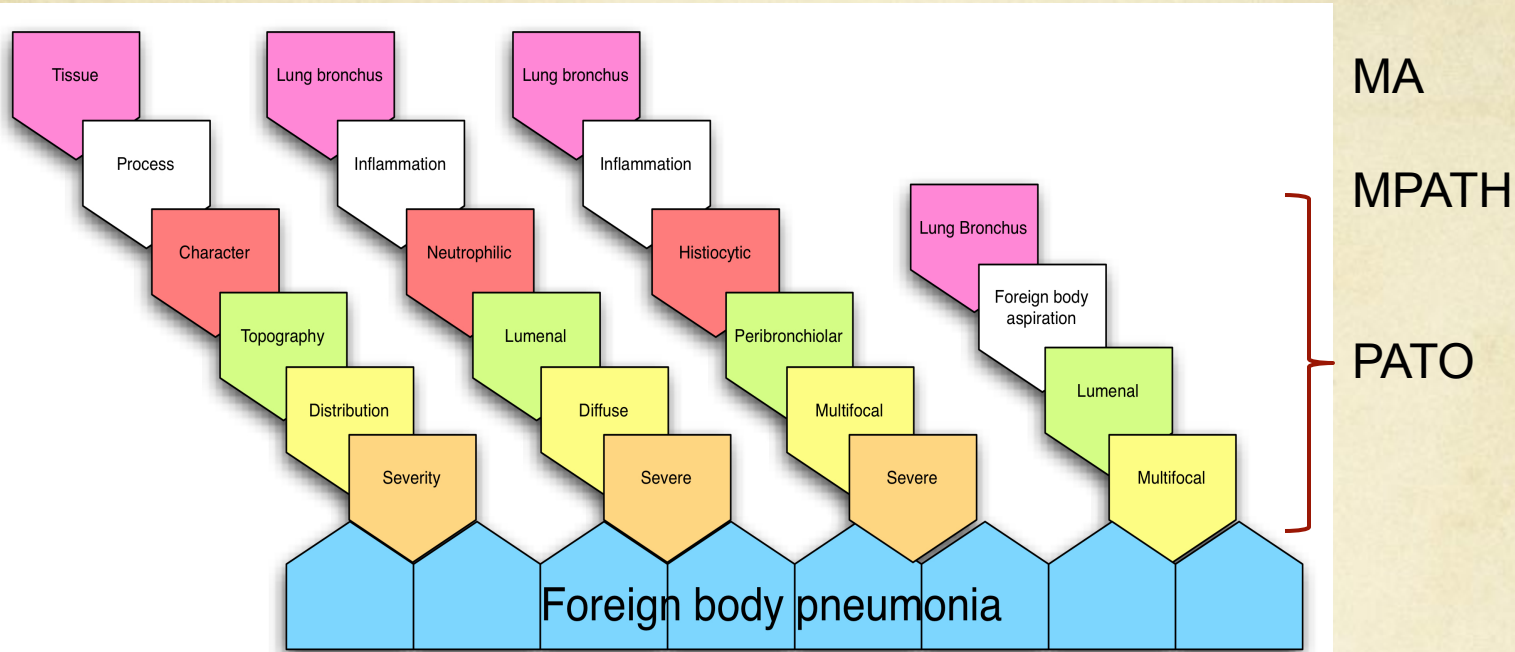 Tissue
Process
Character
Topography
Distribution
Severity
Lung bronchus
Inflammation
Neutrophilic
Lumenal
Diffuse
Severe
Lung bronchus
Inflammation
Histiocytic
Peribronchiolar
Multifocal
Severe
Lung Bronchus
Foreign body
aspiration
Lumenal
Multifocal
Foreign body pneumonia
MA
MPATH
PATO